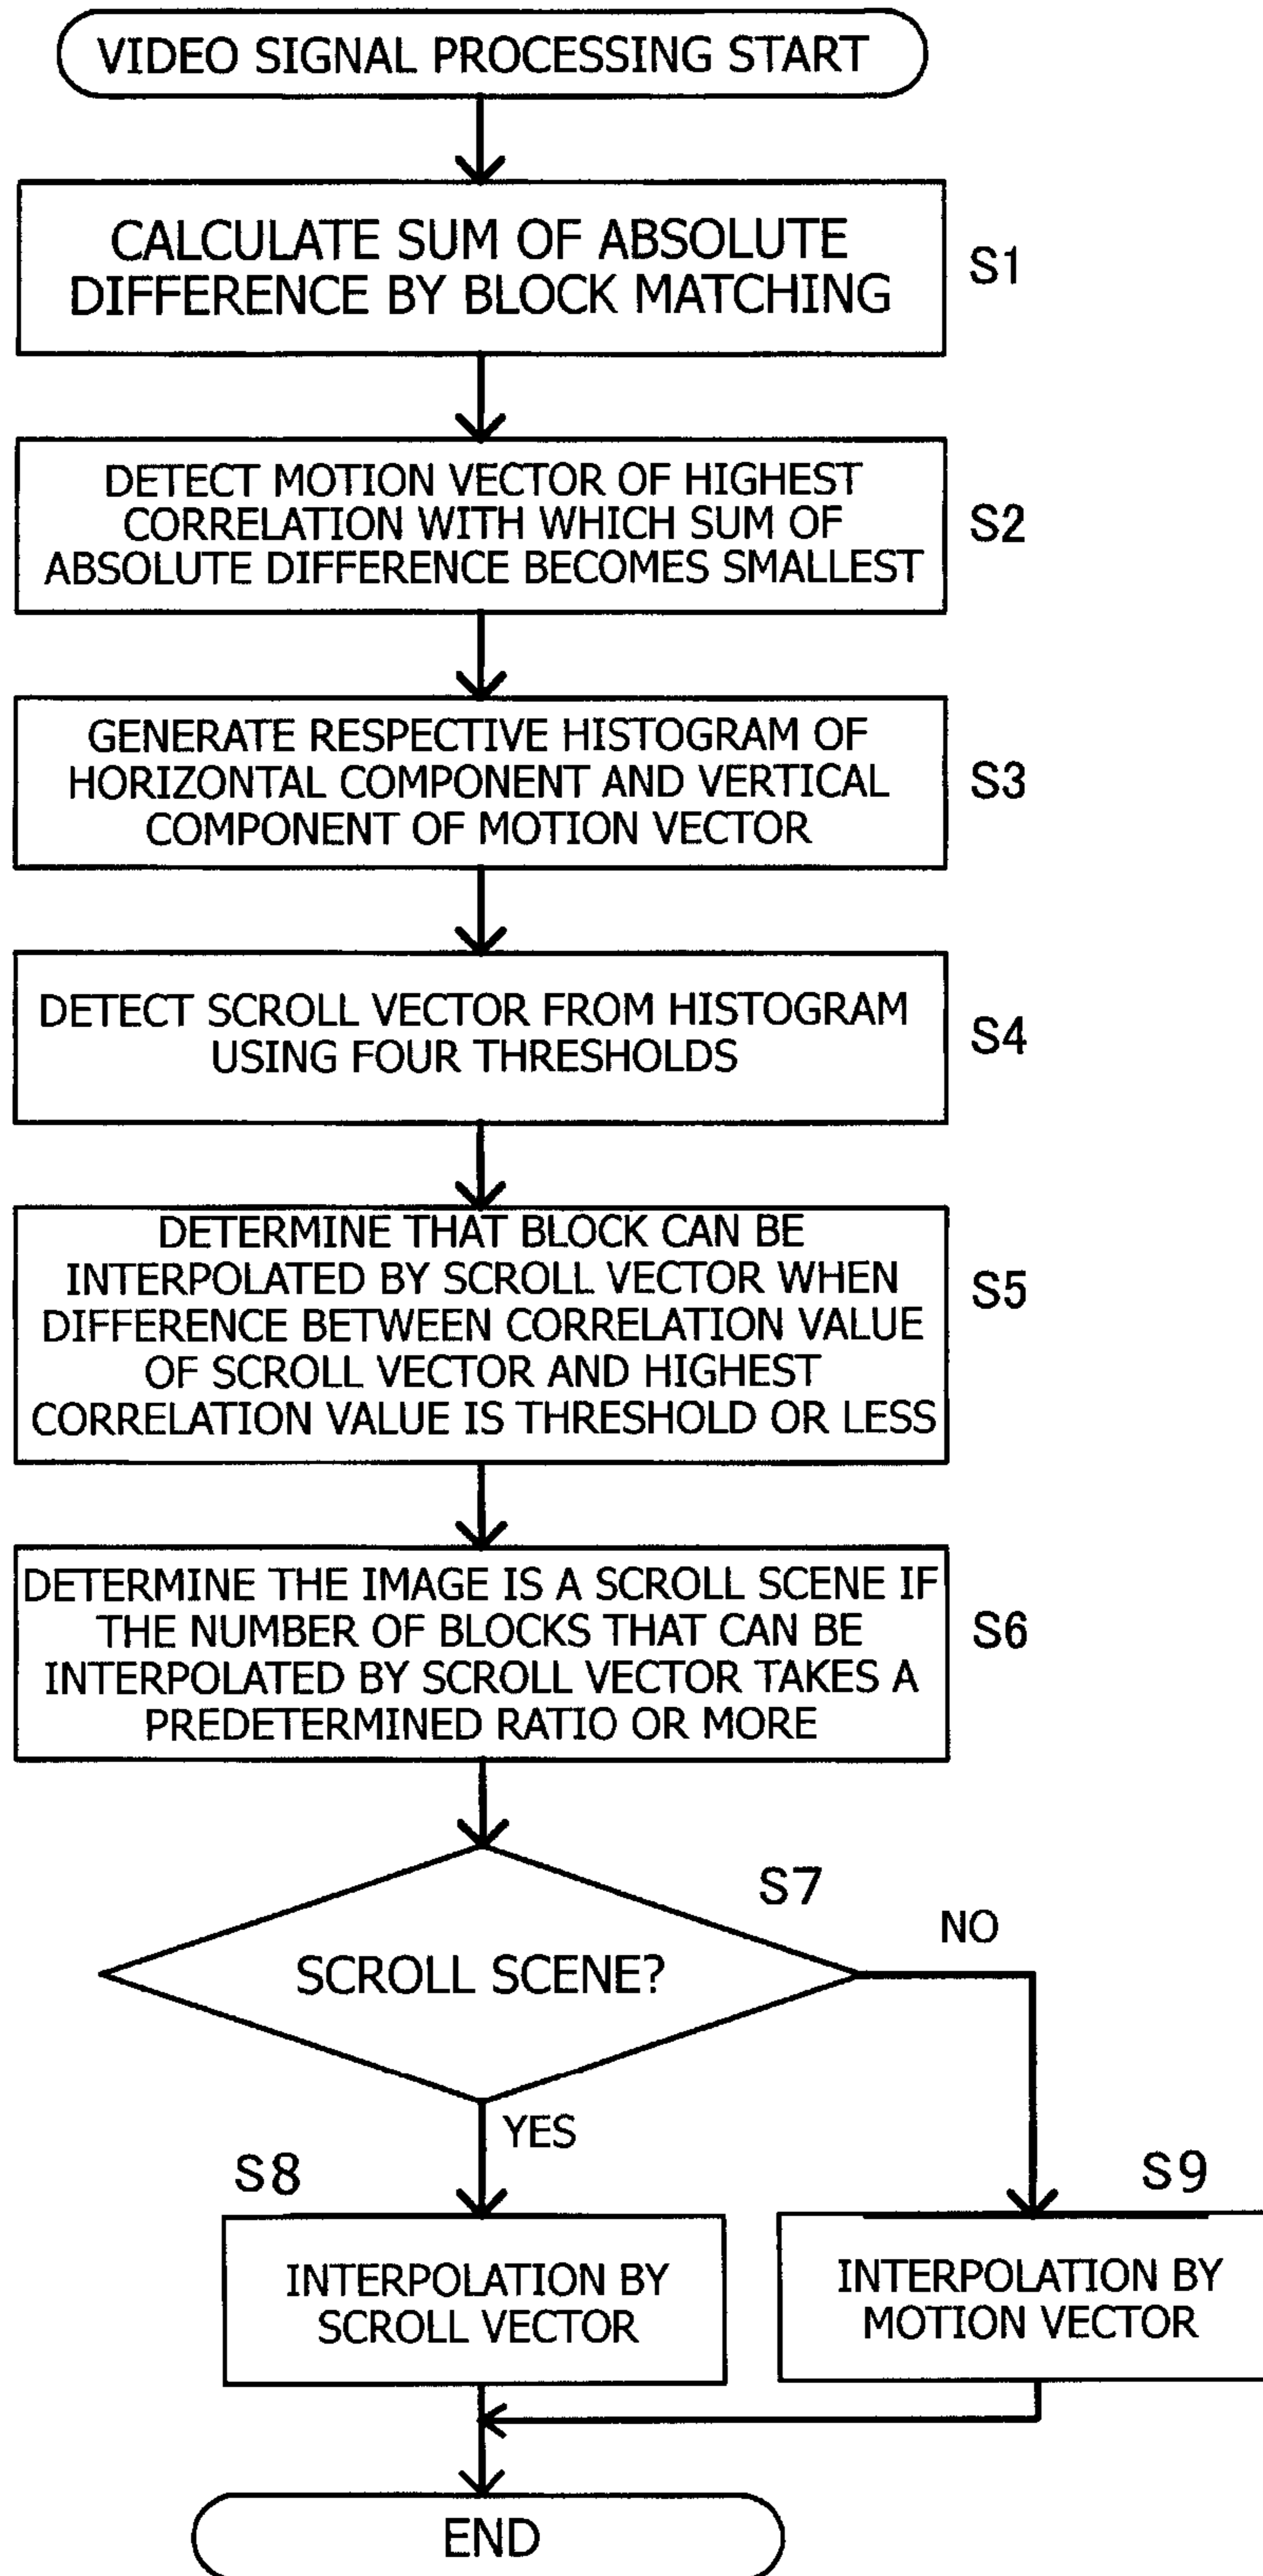 VIDEO SIGNAL PROCESSING START
CALCULATE SUM OF ABSOLUTE
DIFFERENCE BY BLOCK MATCHING
S1
DETECT MOTION VECTOR OF HIGHEST
CORRELATION WITH WHICH SUM OF
ABSOLUTE DIFFERENCE BECOMES SMALLEST
S2
GENERATE RESPECTIVE HISTOGRAM OF
HORIZONTAL COMPONENT AND VERTICAL
COMPONENT OF MOTION VECTOR
S3
DETECT SCROLL VECTOR FROM HISTOGRAM
USING FOUR THRESHOLDS
S4
DETERMINE THAT BLOCK CAN BE
INTERPOLATED BY SCROLL VECTOR WHEN
DIFFERENCE BETWEEN CORRELATION VALUE
OF SCROLL VECTOR AND HIGHEST
CORRELATION VALUE IS THRESHOLD OR LESS
S5
DETERMINE THE IMAGE IS A SCROLL SCENE IF
THE NUMBER OF BLOCKS THAT CAN BE
INTERPOLATED BY SCROLL VECTOR TAKES A
PREDETERMINED RATIO OR MORE
S6
S7
SCROLL SCENE?
NO
YES
S8
INTERPOLATION BY
SCROLL VECTOR
S9
INTERPOLATION BY
MOTION VECTOR
END